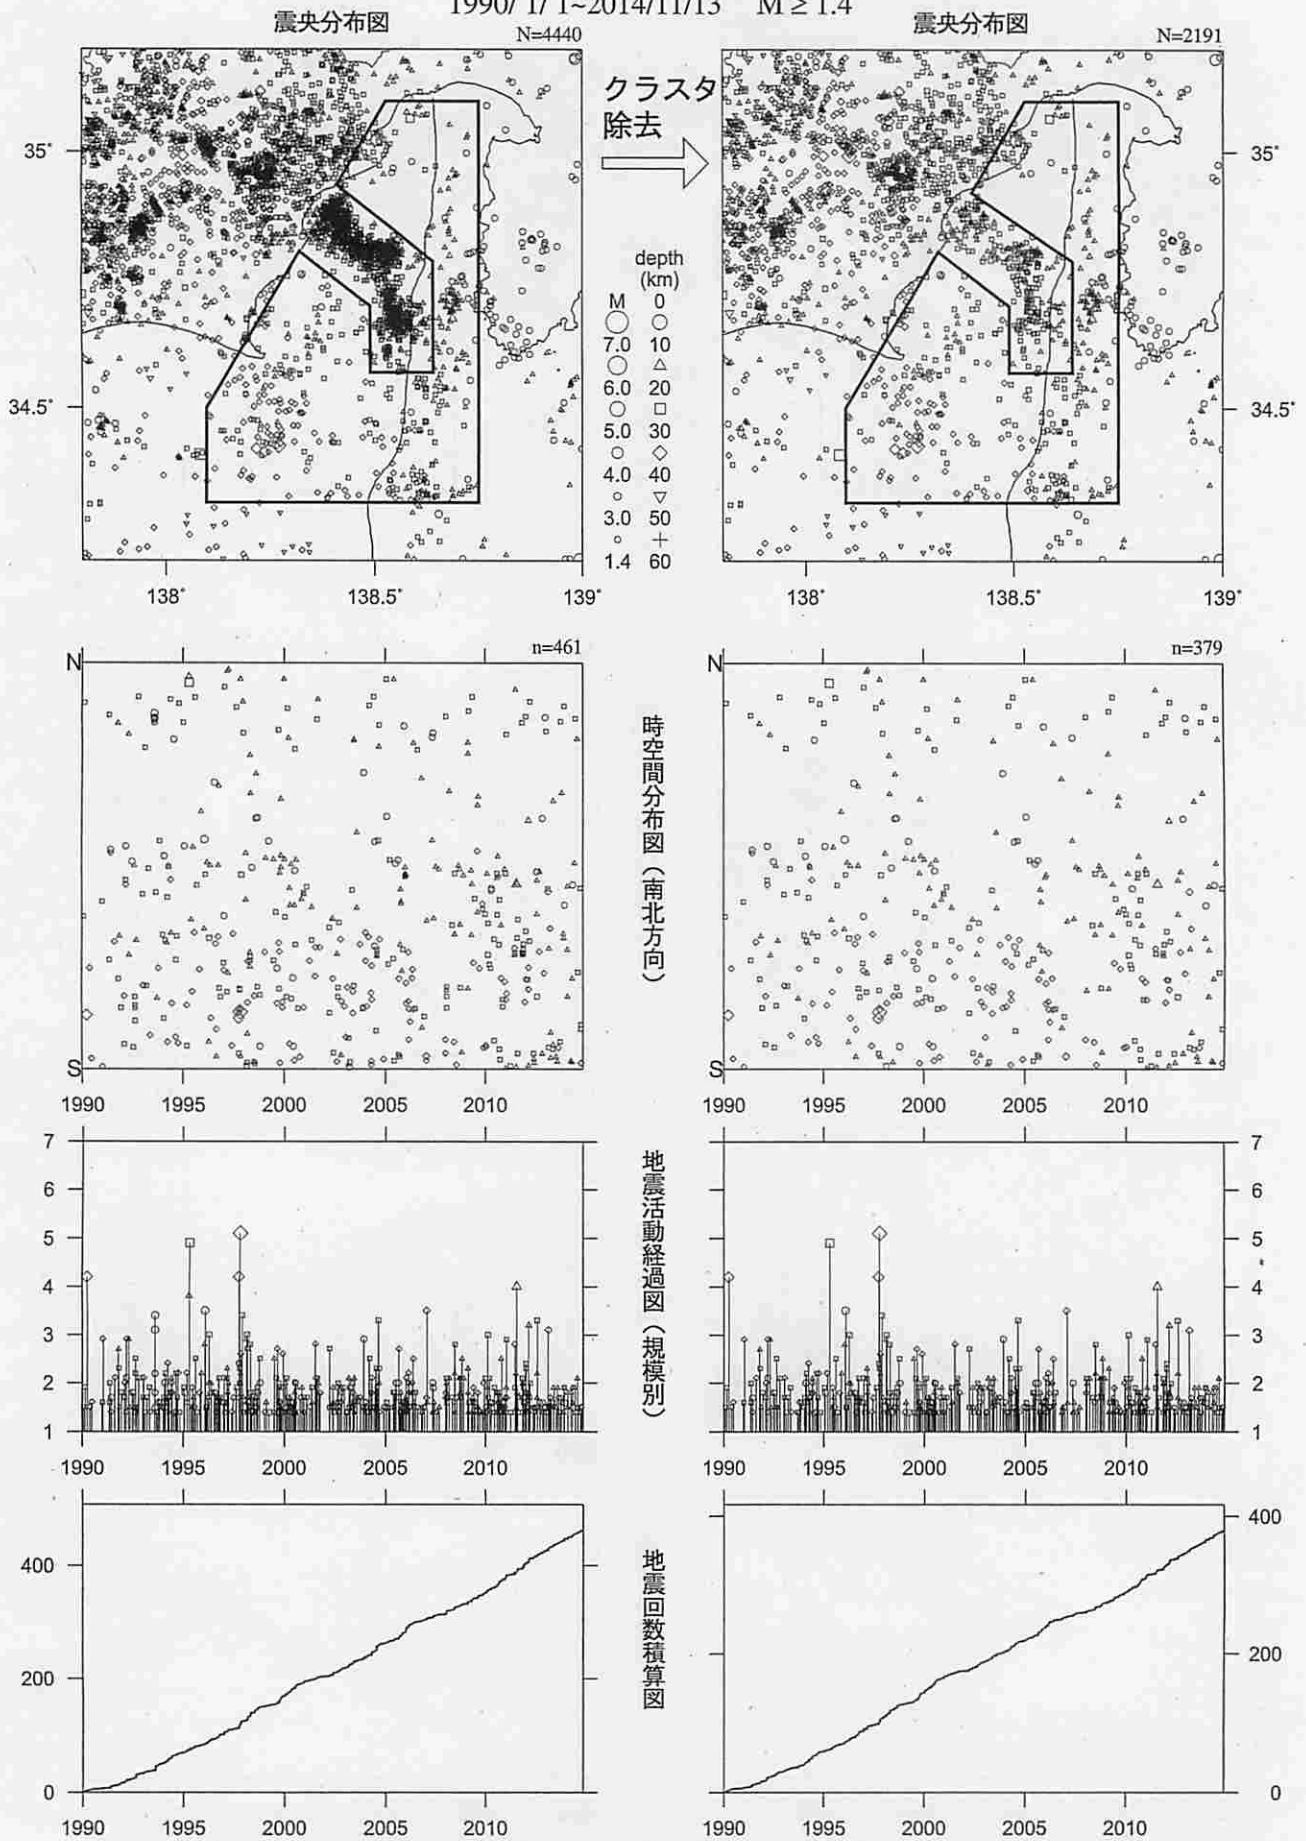 1990/ 1/ 1~2014/11/13 M ≥ 1.4
震央分布図
N=4440
35˚
34.5˚
138˚ 138.5˚ 139˚
クラスタ
除去
depth
(km)
M 0
7.0 10
6.0 20
5.0 30
4.0 40
3.0 50
1.4 60
震央分布図
N=2191
35˚
34.5˚
138˚ 138.5˚ 139˚
n=461
N
S
1990 1995 2000 2005 2010
時空間分布図(南北方向)
n=379
N
S
1990 1995 2000 2005 2010
7
6
5
4
3
2
1
1990 1995 2000 2005 2010
地震活動経過図(規模別)
7
6
5
4
3
2
1
1990 1995 2000 2005 2010
400
200
0
1990 1995 2000 2005 2010
地震回数積算図
400
200
0
1990 1995 2000 2005 2010